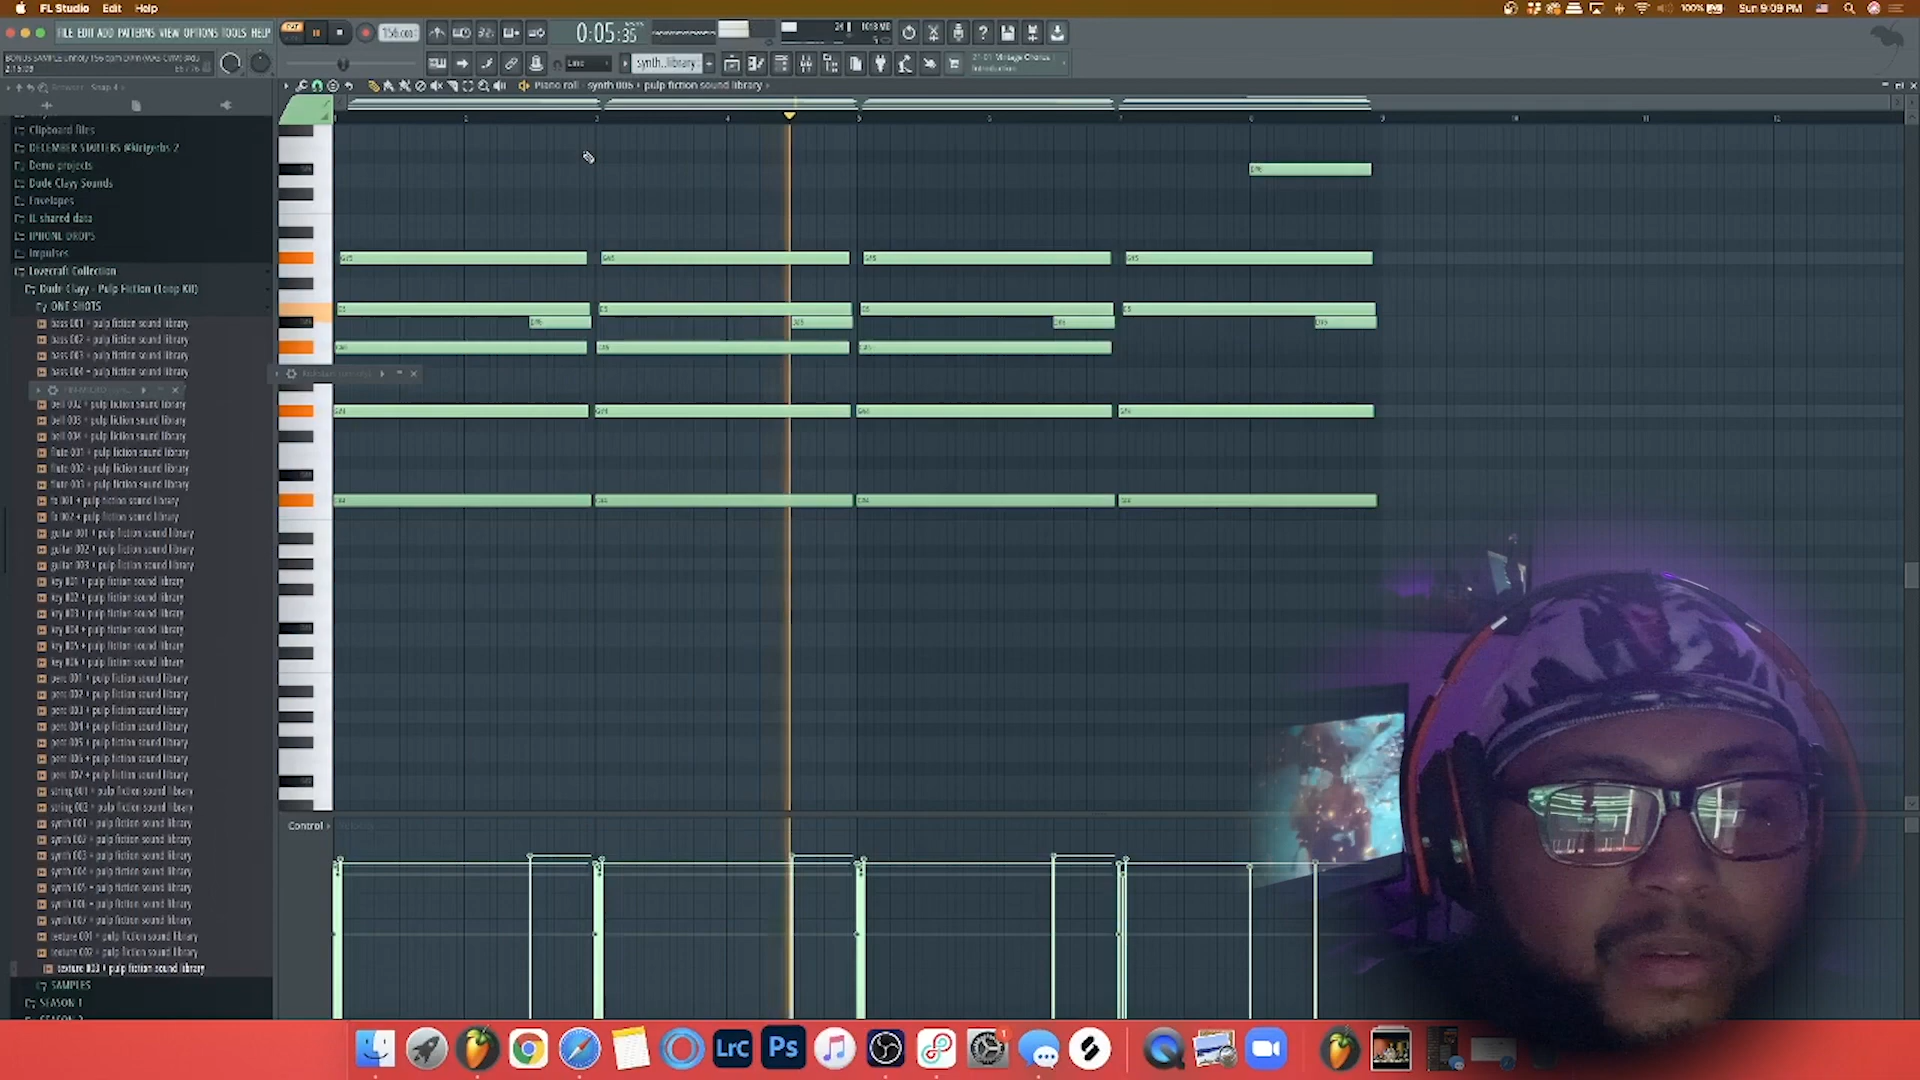 FL Studio Edit Help
100%
Sun 9:09 PM
FILE EDIT ADD PATTERNS VIEW OPTIONS TOOLS HELP
156.000
0:05:35
Line
synth..library
21-01 Vintage Chorus
Introduction
Browser - Snap 4
Piano roll - synth 006 + pulp fiction sound library
Clipboard files
DECEMBER STARTERS @kirigerbs 2
Demo projects
Dude Clayy Sounds
Envelopes
IL shared data
IPHONE DROPS
Impulses
Lovecraft Collection
Dude Clayy - Pulp Fiction (Loop Kit)
ONE SHOTS
bass 001 + pulp fiction sound library
bass 002 + pulp fiction sound library
bass 003 + pulp fiction sound library
bass 004 + pulp fiction sound library
bell 002 + pulp fiction sound library
bell 003 + pulp fiction sound library
bell 004 + pulp fiction sound library
flute 001 + pulp fiction sound library
flute 002 + pulp fiction sound library
flute 003 + pulp fiction sound library
fx 001 + pulp fiction sound library
fx 002 + pulp fiction sound library
guitar 001 + pulp fiction sound library
guitar 002 + pulp fiction sound library
guitar 003 + pulp fiction sound library
key 001 + pulp fiction sound library
key 002 + pulp fiction sound library
key 003 + pulp fiction sound library
key 004 + pulp fiction sound library
key 005 + pulp fiction sound library
key 006 + pulp fiction sound library
perc 001 + pulp fiction sound library
perc 002 + pulp fiction sound library
perc 003 + pulp fiction sound library
perc 004 + pulp fiction sound library
perc 005 + pulp fiction sound library
perc 006 + pulp fiction sound library
perc 007 + pulp fiction sound library
string 001 + pulp fiction sound library
string 002 + pulp fiction sound library
synth 001 + pulp fiction sound library
synth 002 + pulp fiction sound library
synth 003 + pulp fiction sound library
synth 004 + pulp fiction sound library
synth 005 + pulp fiction sound library
synth 006 + pulp fiction sound library
synth 007 + pulp fiction sound library
texture 001 + pulp fiction sound library
texture 002 + pulp fiction sound library
texture 003 + pulp fiction sound library
SAMPLES
SEASON 1
Control
LrC
Ps